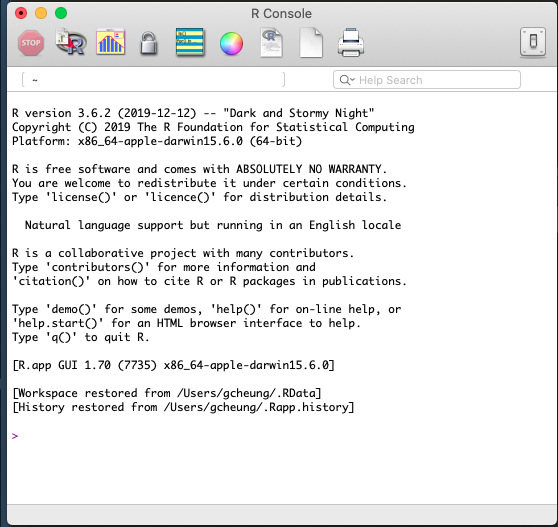 R Console
STOP
R
~
Help Search
R version 3.6.2 (2019-12-12) -- "Dark and Stormy Night"
Copyright (C) 2019 The R Foundation for Statistical Computing
Platform: x86_64-apple-darwin15.6.0 (64-bit)
R is free software and comes with ABSOLUTELY NO WARRANTY.
You are welcome to redistribute it under certain conditions.
Type 'license()' or 'licence()' for distribution details.
Natural language support but running in an English locale
R is a collaborative project with many contributors.
Type 'contributors()' for more information and
'citation()' on how to cite R or R packages in publications.
Type 'demo()' for some demos, 'help()' for on-line help, or
'help.start()' for an HTML browser interface to help.
Type 'q()' to quit R.
[R.app GUI 1.70 (7735) x86_64-apple-darwin15.6.0]
[Workspace restored from /Users/gcheung/.RData]
[History restored from /Users/gcheung/.Rapp.history]
>